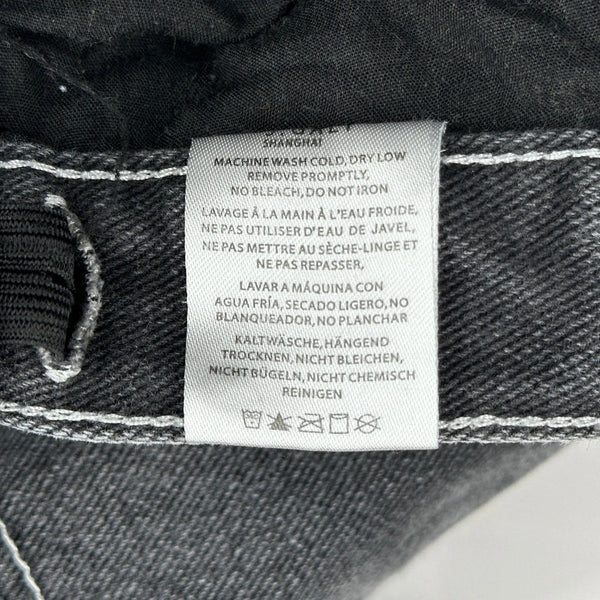 SHANGHAI
MACHINE WASH COLD, DRY LOW
REMOVE PROMPTLY,
NO BLEACH, DO NOT IRON
LAVAGE À LA MAIN À L'EAU FROIDE,
NE PAS UTILISER D'EAU DE JAVEL,
NE PAS METTRE AU SÈCHE-LINGE ET
NE PAS REPASSER,
LAVAR A MÁQUINA CON
AGUA FRÍA, SECADO LIGERO, NO
BLANQUEADOR, NO PLANCHAR
KALTWÄSCHE, HÄNGEND
TROCKNEN, NICHT BLEICHEN,
NICHT BÜGELN, NICHT CHEMISCH
REINIGEN